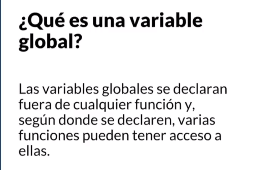 ¿Qué es una variable
global?
Las variables globales se declaran
fuera de cualquier función y,
según donde se declaren, varias
funciones pueden tener acceso a
ellas.